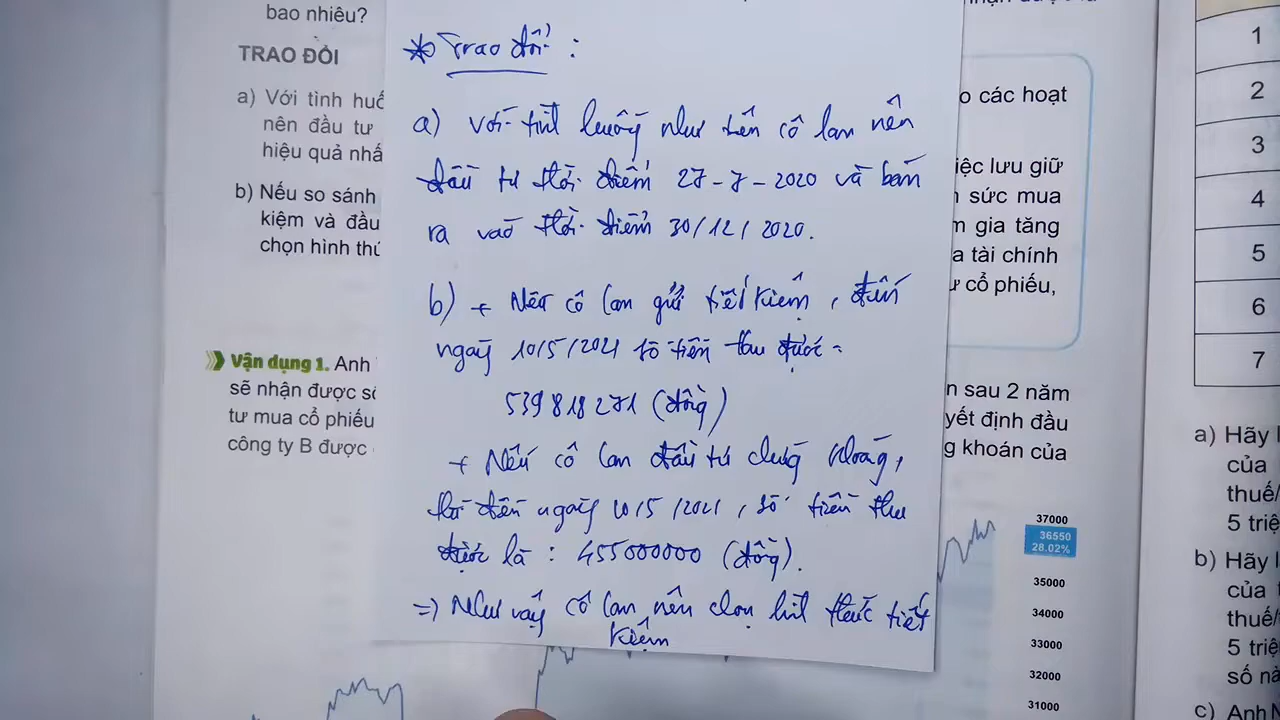 bao nhiêu?
TRAO ĐỔI
a) Với tình huố
nên đầu tư
hiệu quả nhấ
b) Nếu so sánh
kiệm và đầu
chọn hình thú
Vận dụng 1. Anh
sẽ nhận được số
tư mua cổ phiếu
công ty B được
* Trao đổi :
a) Với tình huống như trên cô lan nên
đầu tư thời điểm 27-7-2020 và bán
ra vào thời điểm 30/12/2020.
b) + Nếu cô Lan gửi tiết kiệm, đến
ngày 10/5/2021 số tiền thu được =
539 818 271 (đồng)
+ Nếu cô Lan đầu tư chứng khoáng,
thì đến ngày 10/5/2021, số tiền thu
được là : 455000000 (đồng).
=> Như vậy cô Lan nên chọn hình thức tiết
kiệm
o các hoạt
iệc lưu giữ
sức mua
m gia tăng
a tài chính
ư cổ phiếu,
n sau 2 năm
yết định đầu
g khoán của
37000
36550
28.02%
35000
34000
33000
32000
31000
1
2
3
4
5
6
7
a) Hãy l
của
thuế/
5 triệ
b) Hãy l
của
thuế/
5 triệ
số nà
c) Anh